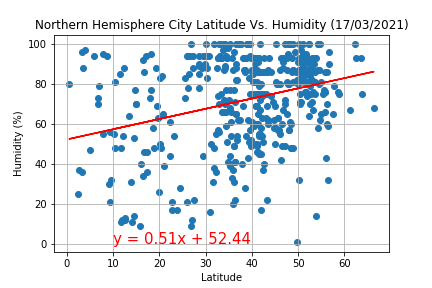 Northern Hemisphere City Latitude Vs. Humidity (17/03/2021)
100
80
60
40
20
0
Humidity (%)
y = 0.51x + 52.44
0 10 20 30 40 50 60
Latitude